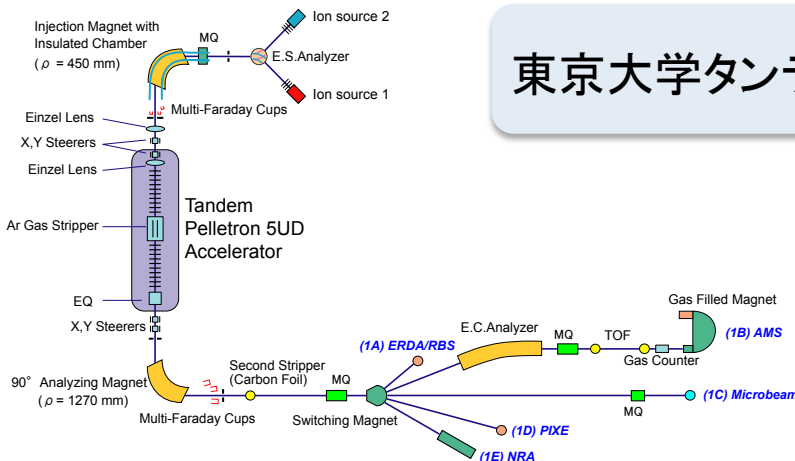 Ion source 2
Injection Magnet with
Insulated Chamber
( ρ = 450 mm)
MQ
E.S.Analyzer
東京大学タンデ
Ion source 1
Multi-Faraday Cups
Einzel Lens
X,Y Steerers
Einzel Lens
Tandem
Pelletron 5UD
Accelerator
Ar Gas Stripper
EQ
X,Y Steerers
Gas Filled Magnet
E.C.Analyzer
MQ
TOF
(1B) AMS
(1A) ERDA/RBS
Gas Counter
Second Stripper
(Carbon Foil)
MQ
90° Analyzing Magnet
( ρ = 1270 mm)
Multi-Faraday Cups
Switching Magnet
MQ
(1C) Microbeam
(1D) PIXE
(1E) NRA